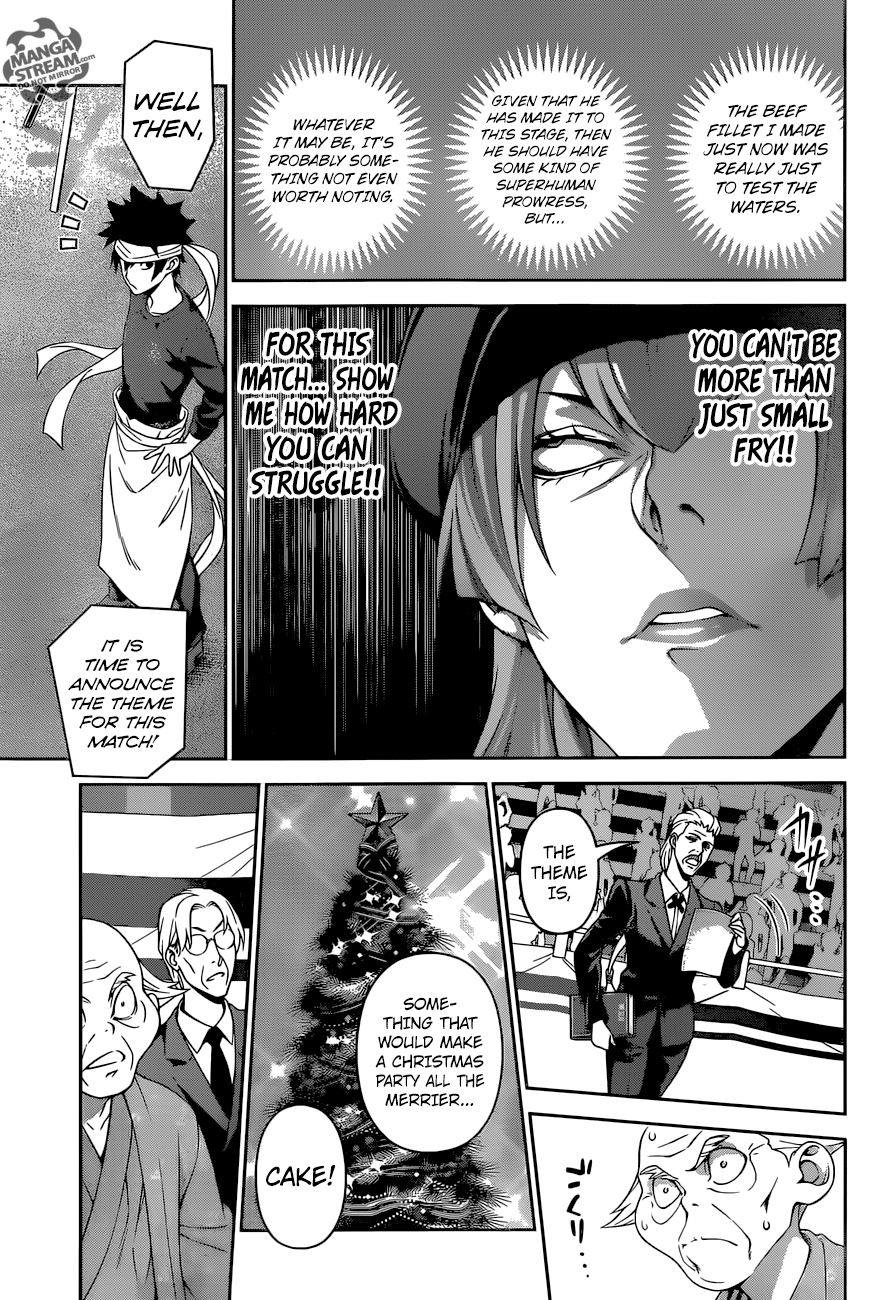 MANGA
STREAM.com
DO NOT MIRROR
THE BEEF
FILLET I MADE
JUST NOW WAS
REALLY JUST
TO TEST THE
WATERS.
GIVEN THAT HE
HAS MADE IT TO
THIS STAGE, THEN
HE SHOULD HAVE
SOME KIND OF
SUPERHUMAN
PROWRESS,
BUT...
WHATEVER
IT MAY BE, IT'S
PROBABLY SOME-
THING NOT EVEN
WORTH NOTING.
YOU CAN'T BE
MORE THAN
JUST SMALL
FRY!!
FOR THIS
MATCH... SHOW
ME HOW HARD
YOU CAN
STRUGGLE!!
WELL
THEN,
IT IS
TIME TO
ANNOUNCE
THE THEME
FOR THIS
MATCH!
THE
THEME
IS,
SOME-
THING THAT
WOULD MAKE
A CHRISTMAS
PARTY ALL THE
MERRIER...
CAKE!